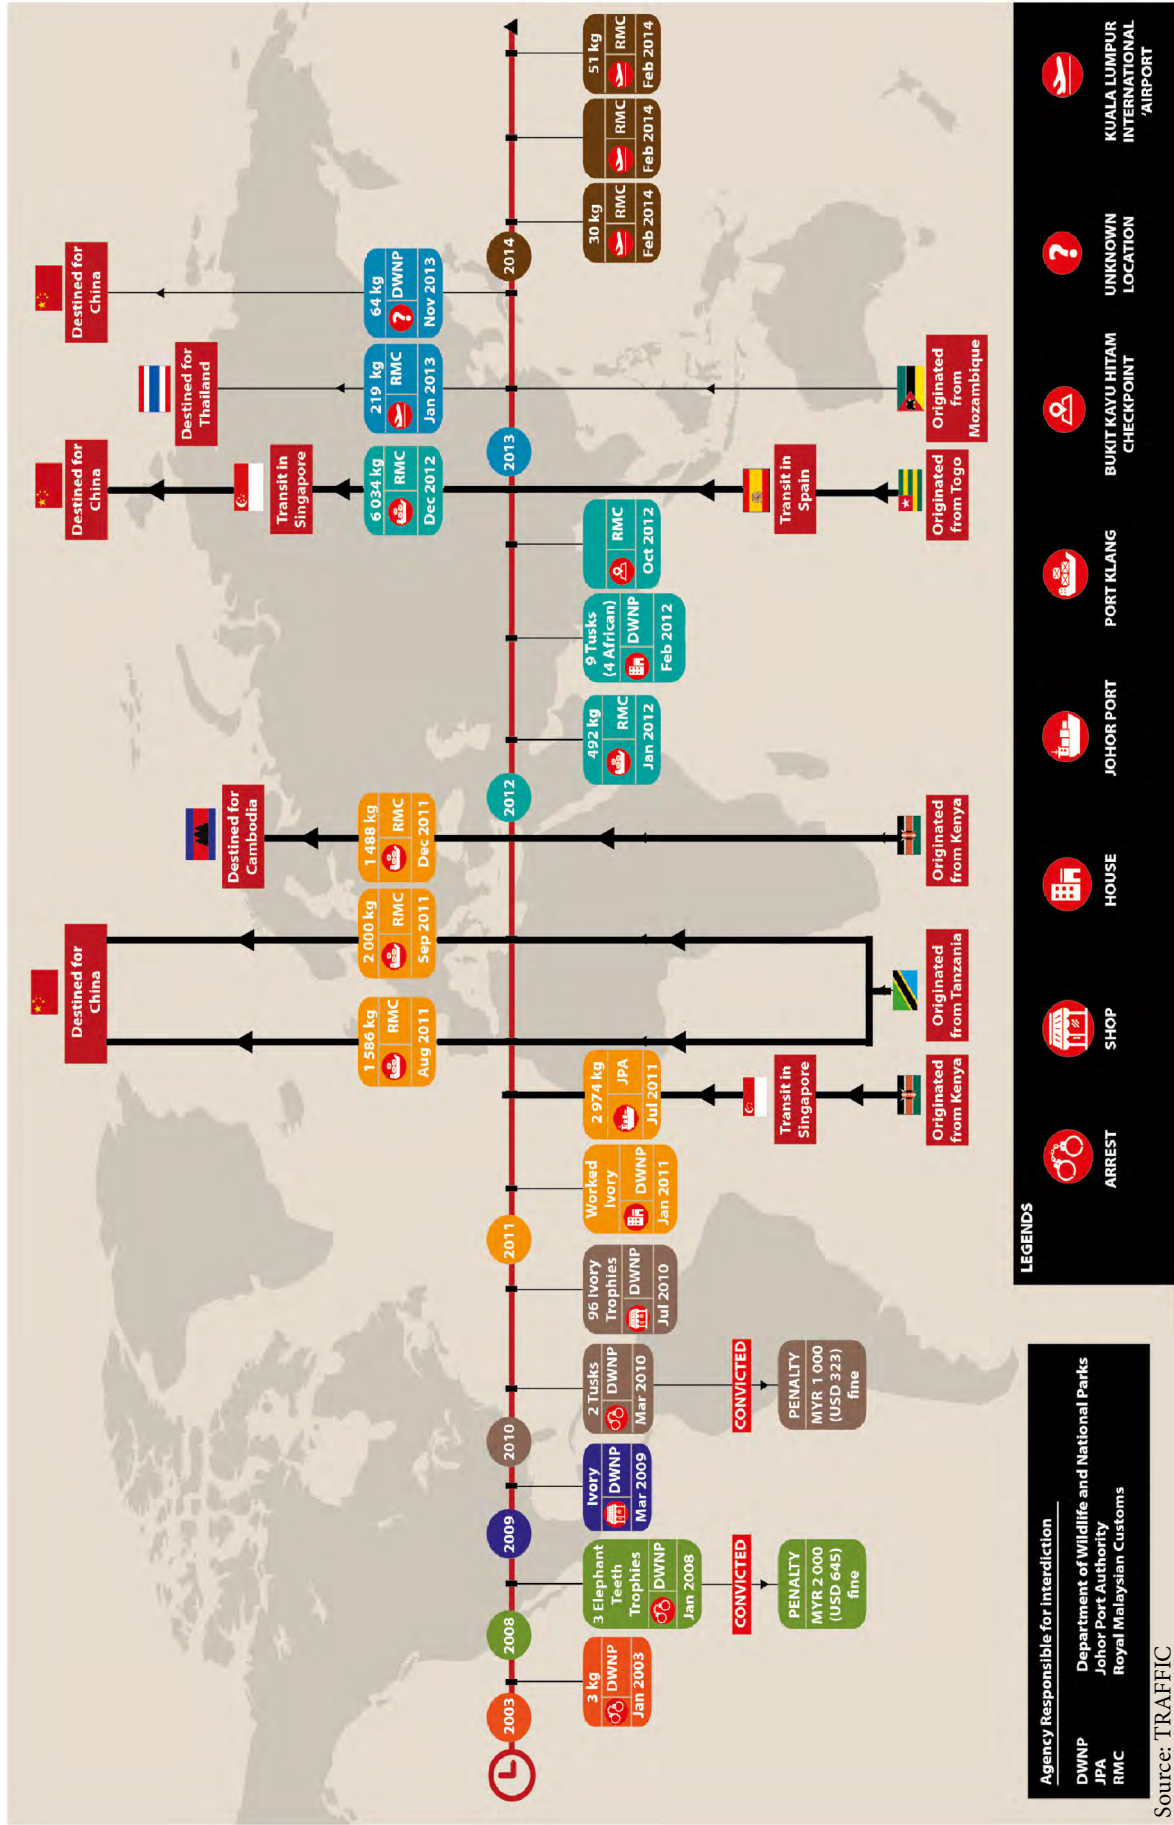 Destined for
China
Destined for
Cambodia
Destined for
China
Destined for
Thailand
Destined for
China
Transit in
Singapore
1 586 kg
RMC
Aug 2011
2 000 kg
RMC
Sep 2011
1 488 kg
RMC
Dec 2011
6 034 kg
RMC
Dec 2012
219 kg
RMC
Jan 2013
64 kg
DWNP
Nov 2013
2003
2008
2009
2010
2011
2012
2013
2014
3 kg
DWNP
Jan 2003
3 Elephant
Teeth
Trophies
DWNP
Jan 2008
CONVICTED
PENALTY
MYR 2 000
(USD 645)
fine
Ivory
DWNP
Mar 2009
2 Tusks
DWNP
Mar 2010
CONVICTED
PENALTY
MYR 1 000
(USD 323)
fine
96 Ivory
Trophies
DWNP
Jul 2010
Worked
Ivory
DWNP
Jan 2011
2 974 kg
JPA
Jul 2011
Transit in
Singapore
Originated
from Kenya
Originated
from Tanzania
Originated
from Kenya
492 kg
RMC
Jan 2012
9 Tusks
(4 African)
DWNP
Feb 2012
RMC
Oct 2012
Transit in
Spain
Originated
from Togo
Originated
from
Mozambique
30 kg
RMC
Feb 2014
RMC
Feb 2014
51 kg
RMC
Feb 2014
Agency Responsible for Interdiction
DWNP Department of Wildlife and National Parks
JPA Johor Port Authority
RMC Royal Malaysian Customs
LEGENDS
ARREST
SHOP
HOUSE
JOHOR PORT
PORT KLANG
BUKIT KAYU HITAM
CHECKPOINT
UNKNOWN
LOCATION
KUALA LUMPUR
INTERNATIONAL
'AIRPORT
Source: TRAFFIC